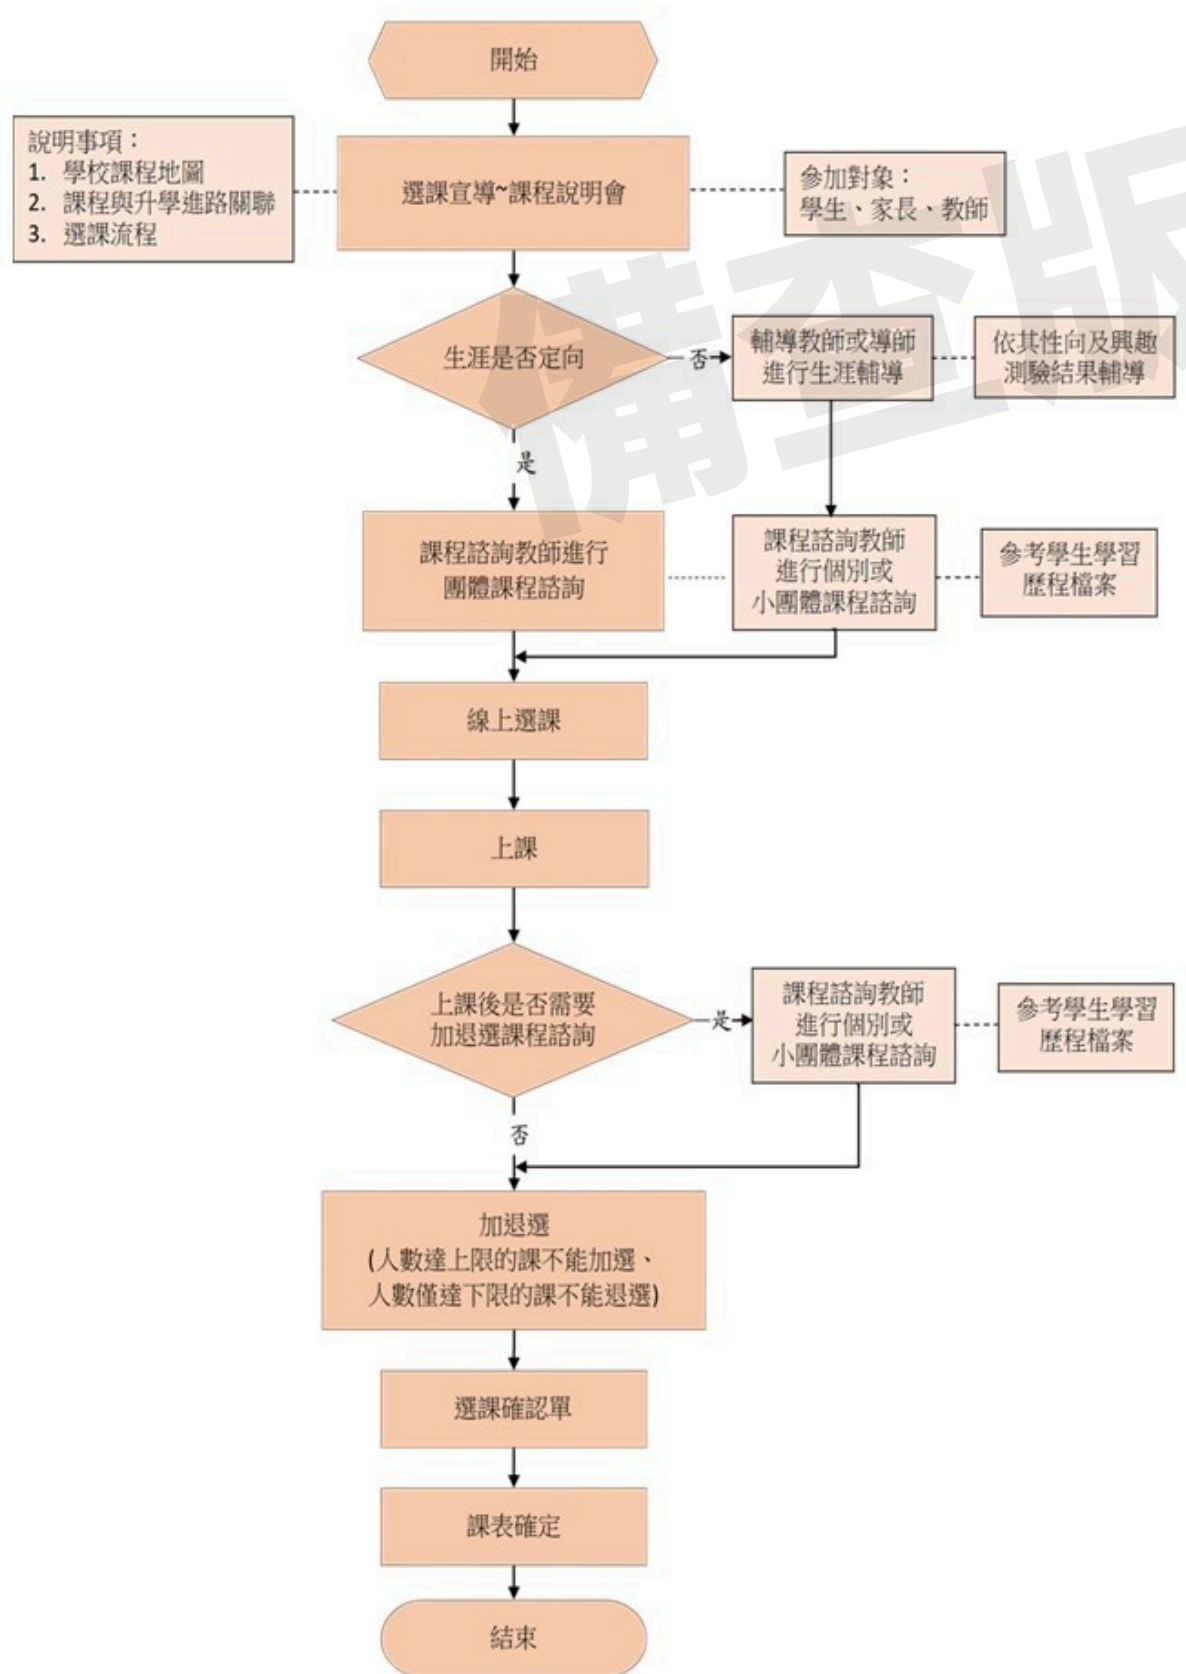 開始
說明事項：
1. 學校課程地圖
2. 課程與升學進路關聯
3. 選課流程
選課宣導~課程說明會
參加對象：
學生、家長、教師
生涯是否定向
否
輔導教師或導師
進行生涯輔導
依其性向及興趣
測驗結果輔導
是
課程諮詢教師進行
團體課程諮詢
課程諮詢教師
進行個別或
小團體課程諮詢
參考學生學習
歷程檔案
線上選課
上課
上課後是否需要
加退選課程諮詢
是
課程諮詢教師
進行個別或
小團體課程諮詢
參考學生學習
歷程檔案
否
加退選
(人數達上限的課不能加選、
人數僅達下限的課不能退選)
選課確認單
課表確定
結束
備查版